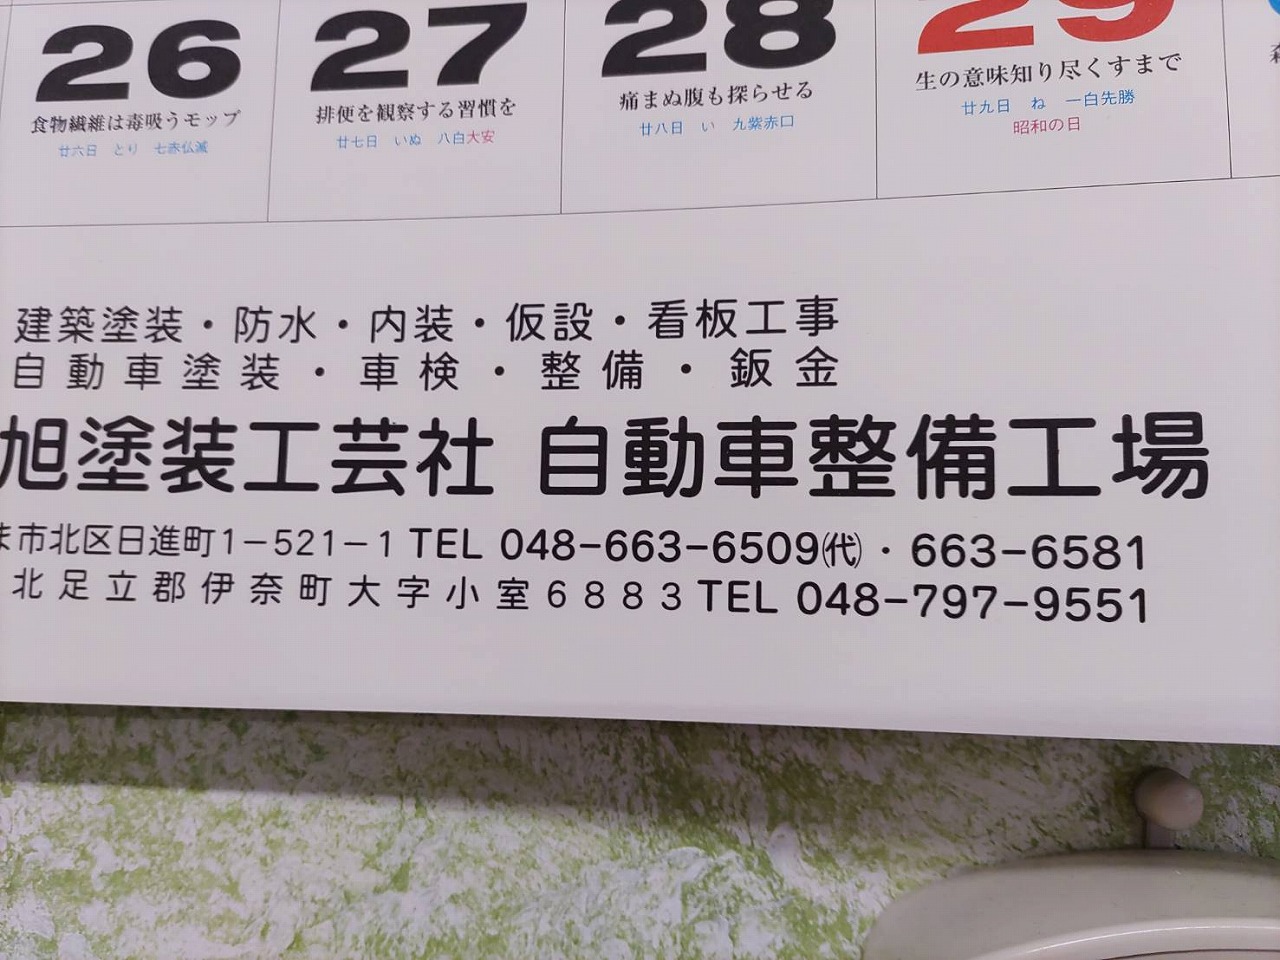 26 27 28 29
食物繊維は毒吸うモップ 排便を観察する習慣を 痛まぬ腹も探らせる 生の意味知り尽くすまで
廿六日 とり 七赤仏滅 廿七日 いぬ 八白大安 廿八日 い 九紫赤口 廿九日 ね 一白先勝
昭和の日
建築塗装・防水・内装・仮設・看板工事
自動車塗装・車検・整備・鈑金
旭塗装工芸社 自動車整備工場
ま市北区日進町1-521-1 TEL 048-663-6509㈹・663-6581
北足立郡伊奈町大字小室6883 TEL 048-797-9551